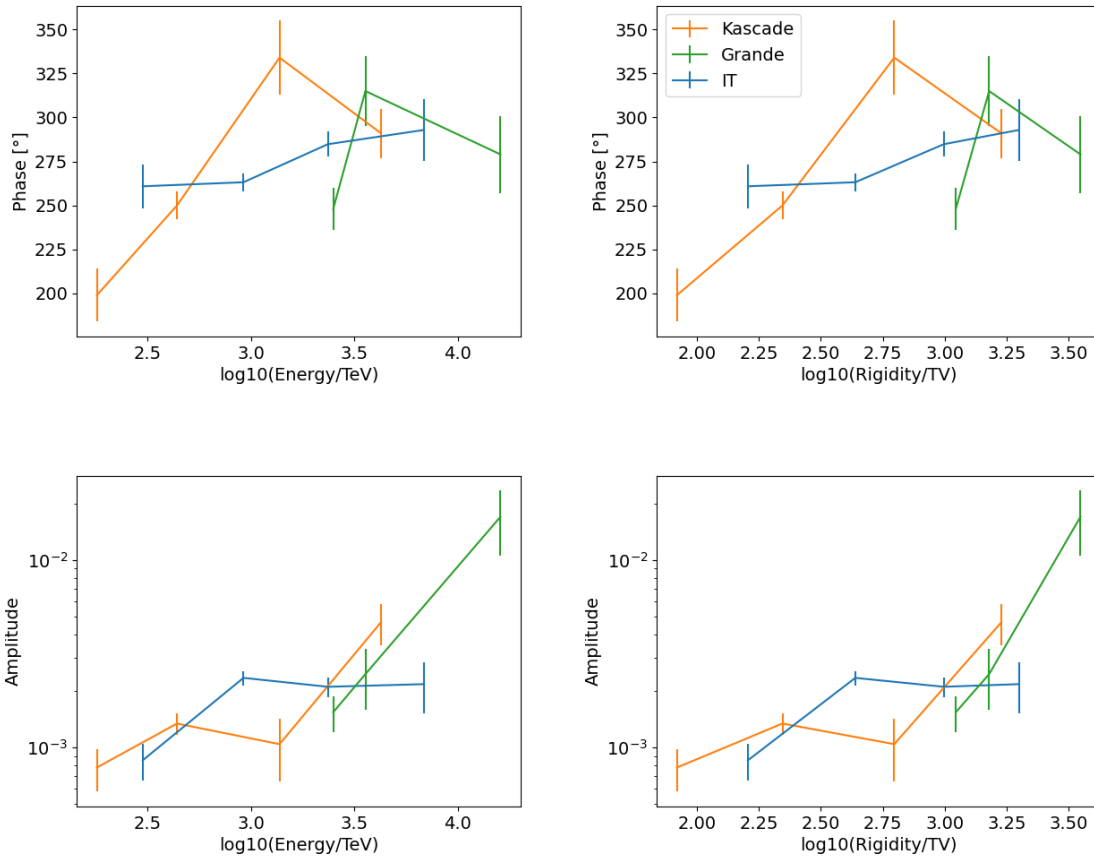 350
325
300
275
250
225
200
Phase [°]
2.5 3.0 3.5 4.0
log10(Energy/TeV)
Kascade
Grande
IT
350
325
300
275
250
225
200
Phase [°]
2.00 2.25 2.50 2.75 3.00 3.25 3.50
log10(Rigidity/TV)
10⁻²
10⁻³
Amplitude
2.5 3.0 3.5 4.0
log10(Energy/TeV)
10⁻²
10⁻³
Amplitude
2.00 2.25 2.50 2.75 3.00 3.25 3.50
log10(Rigidity/TV)